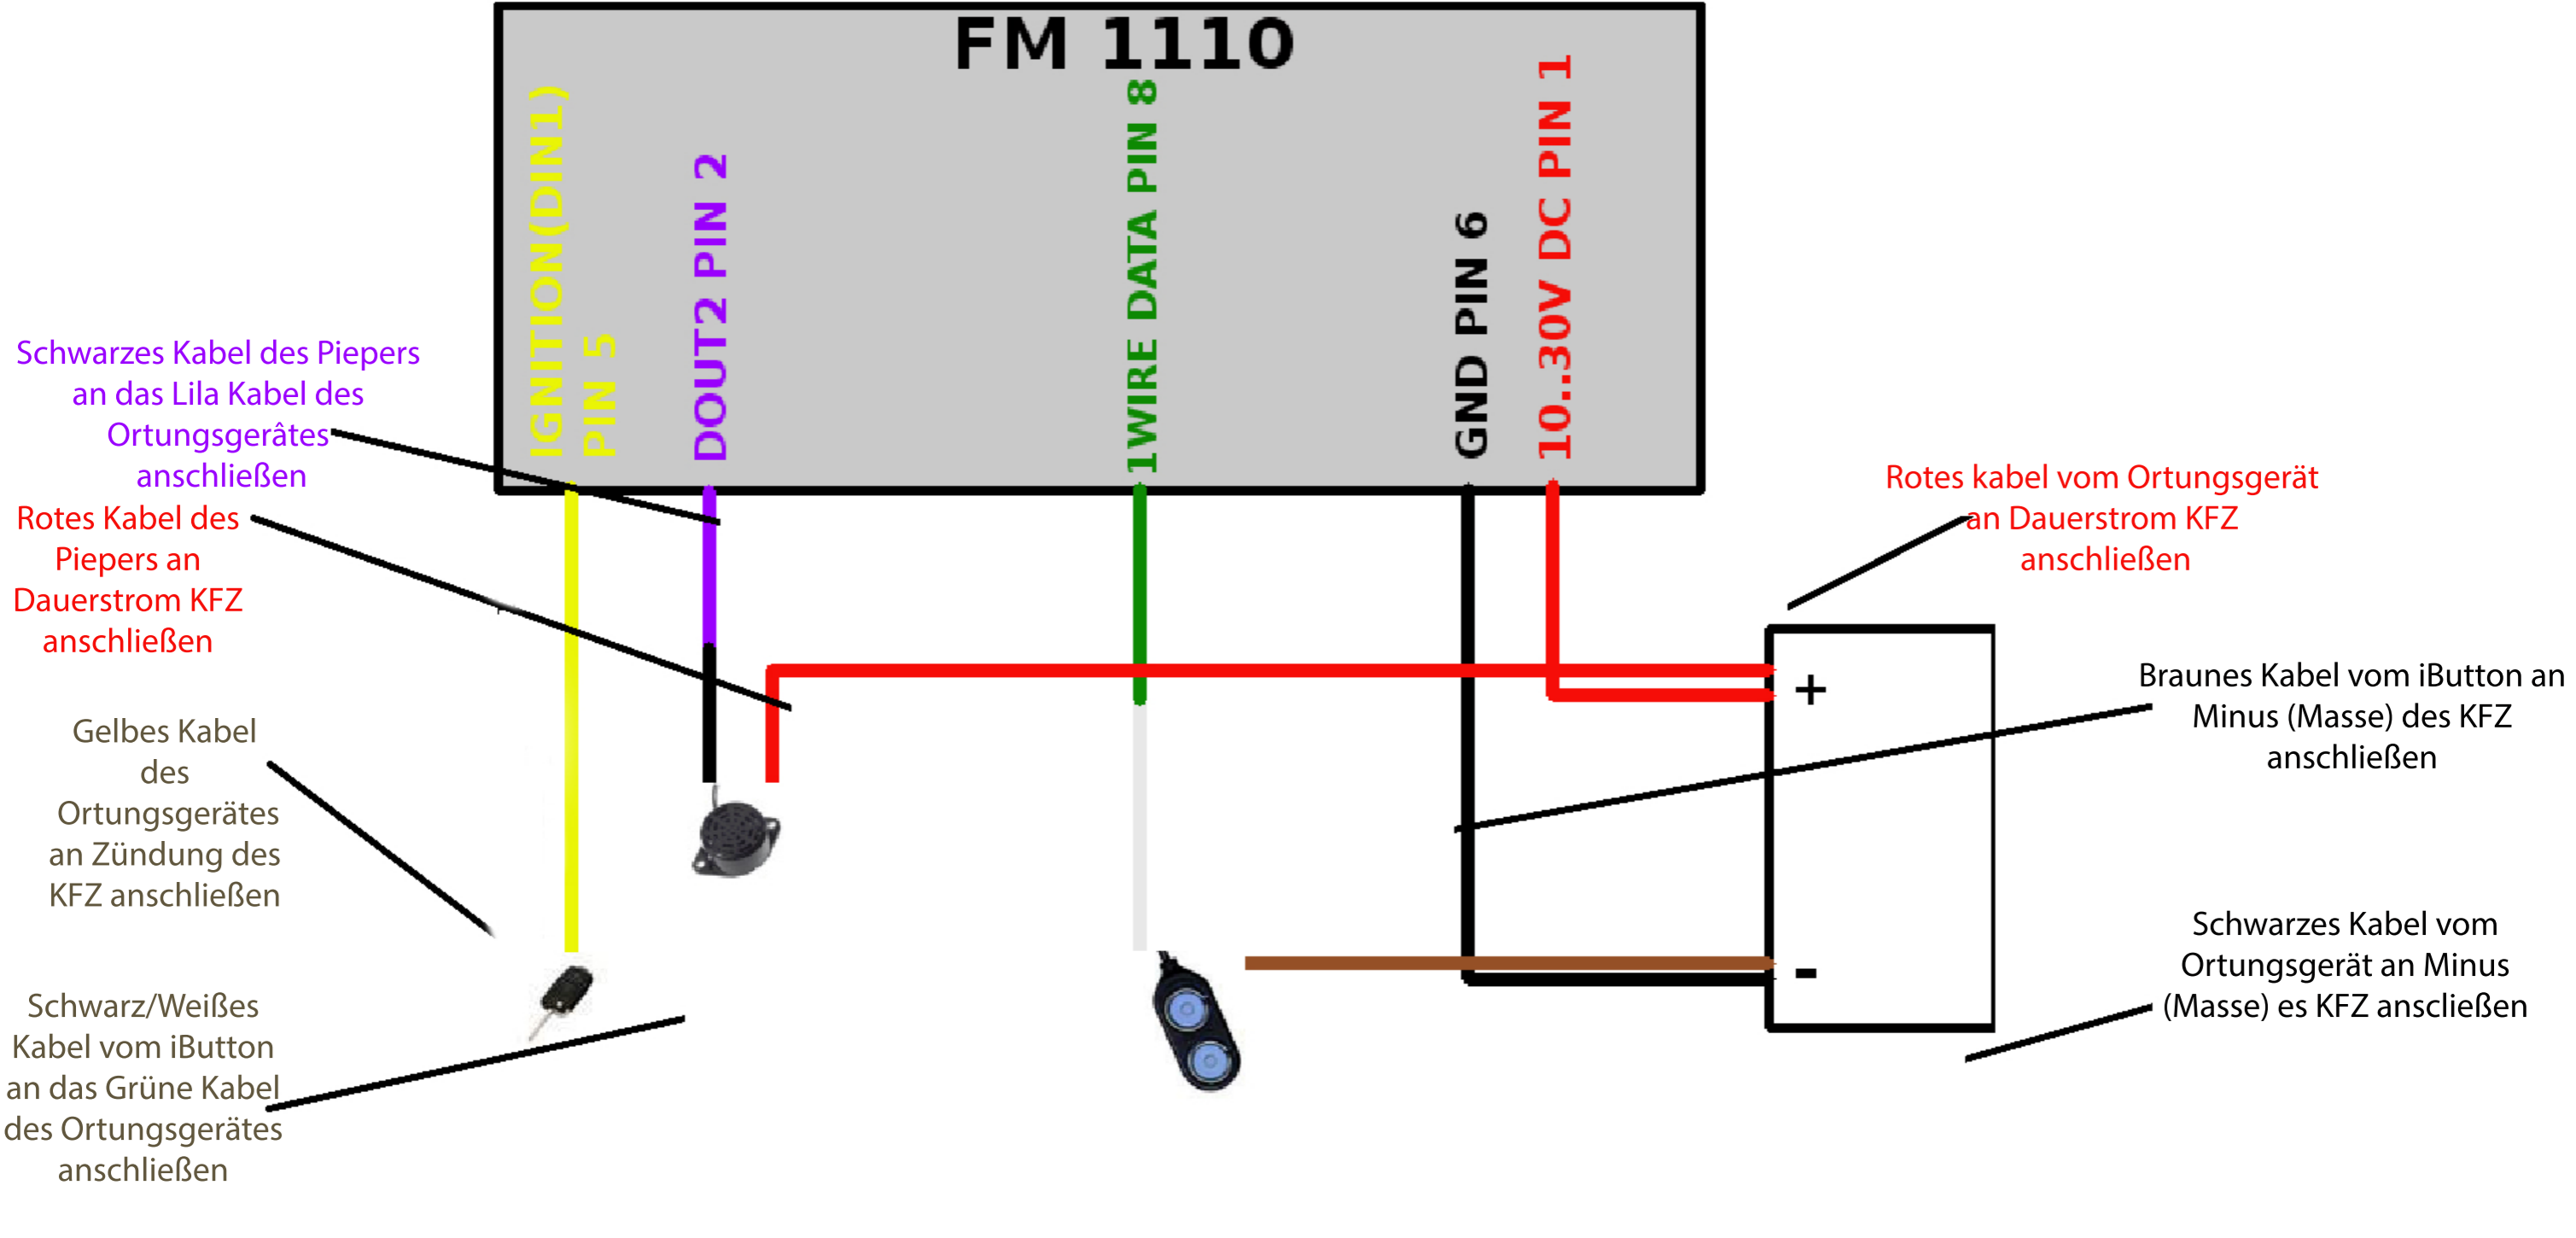 FM 1110
IGNITION(DIN1)
PIN 5
DOUT2 PIN 2
1WIRE DATA PIN 8
GND PIN 6
10..30V DC PIN 1
Schwarzes Kabel des Piepers
an das Lila Kabel des
Ortungsgerâtes
anschließen
Rotes Kabel des
Piepers an
Dauerstrom KFZ
anschließen
Gelbes Kabel
des
Ortungsgerätes
an Zündung des
KFZ anschließen
Schwarz/Weißes
Kabel vom iButton
an das Grüne Kabel
des Ortungsgerätes
anschließen
Rotes kabel vom Ortungsgerät
an Dauerstrom KFZ
anschließen
+
Braunes Kabel vom iButton an
Minus (Masse) des KFZ
anschließen
-
Schwarzes Kabel vom
Ortungsgerät an Minus
(Masse) es KFZ anscließen